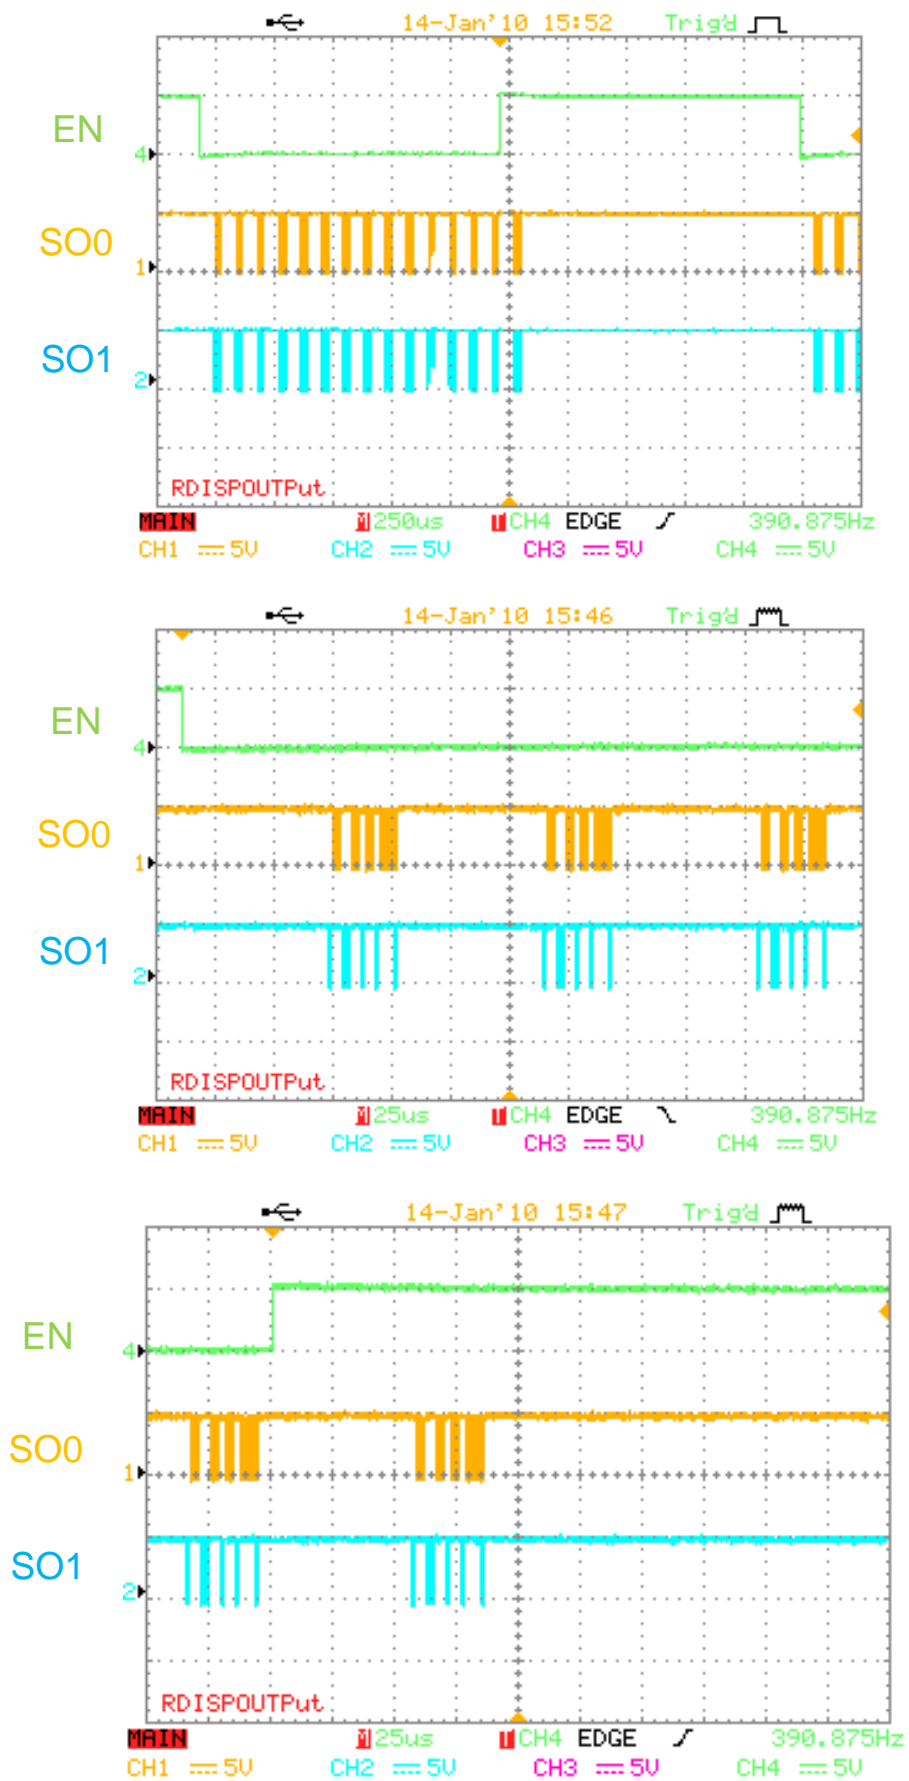 14-Jan'10 15:52 Trig'd
EN
4
SO0
1
SO1
2
RDISPOUTPut
MAIN M 250us T CH4 EDGE 390.875Hz
CH1 5V CH2 5V CH3 5V CH4 5V
14-Jan'10 15:46 Trig'd
EN
4
SO0
1
SO1
2
RDISPOUTPut
MAIN M 25us T CH4 EDGE 390.875Hz
CH1 5V CH2 5V CH3 5V CH4 5V
14-Jan'10 15:47 Trig'd
EN
4
SO0
1
SO1
2
RDISPOUTPut
MAIN M 25us T CH4 EDGE 390.875Hz
CH1 5V CH2 5V CH3 5V CH4 5V